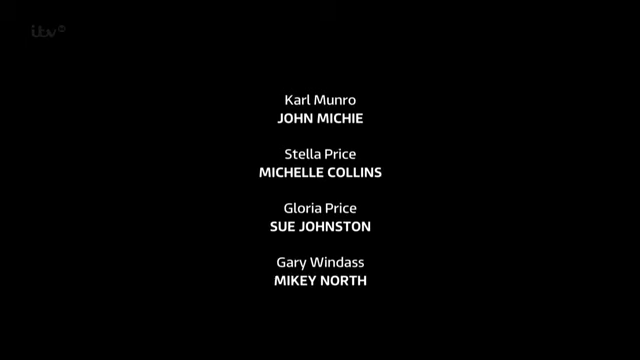 itv
Karl Munro
JOHN MICHIE
Stella Price
MICHELLE COLLINS
Gloria Price
SUE JOHNSTON
Gary Windass
MIKEY NORTH